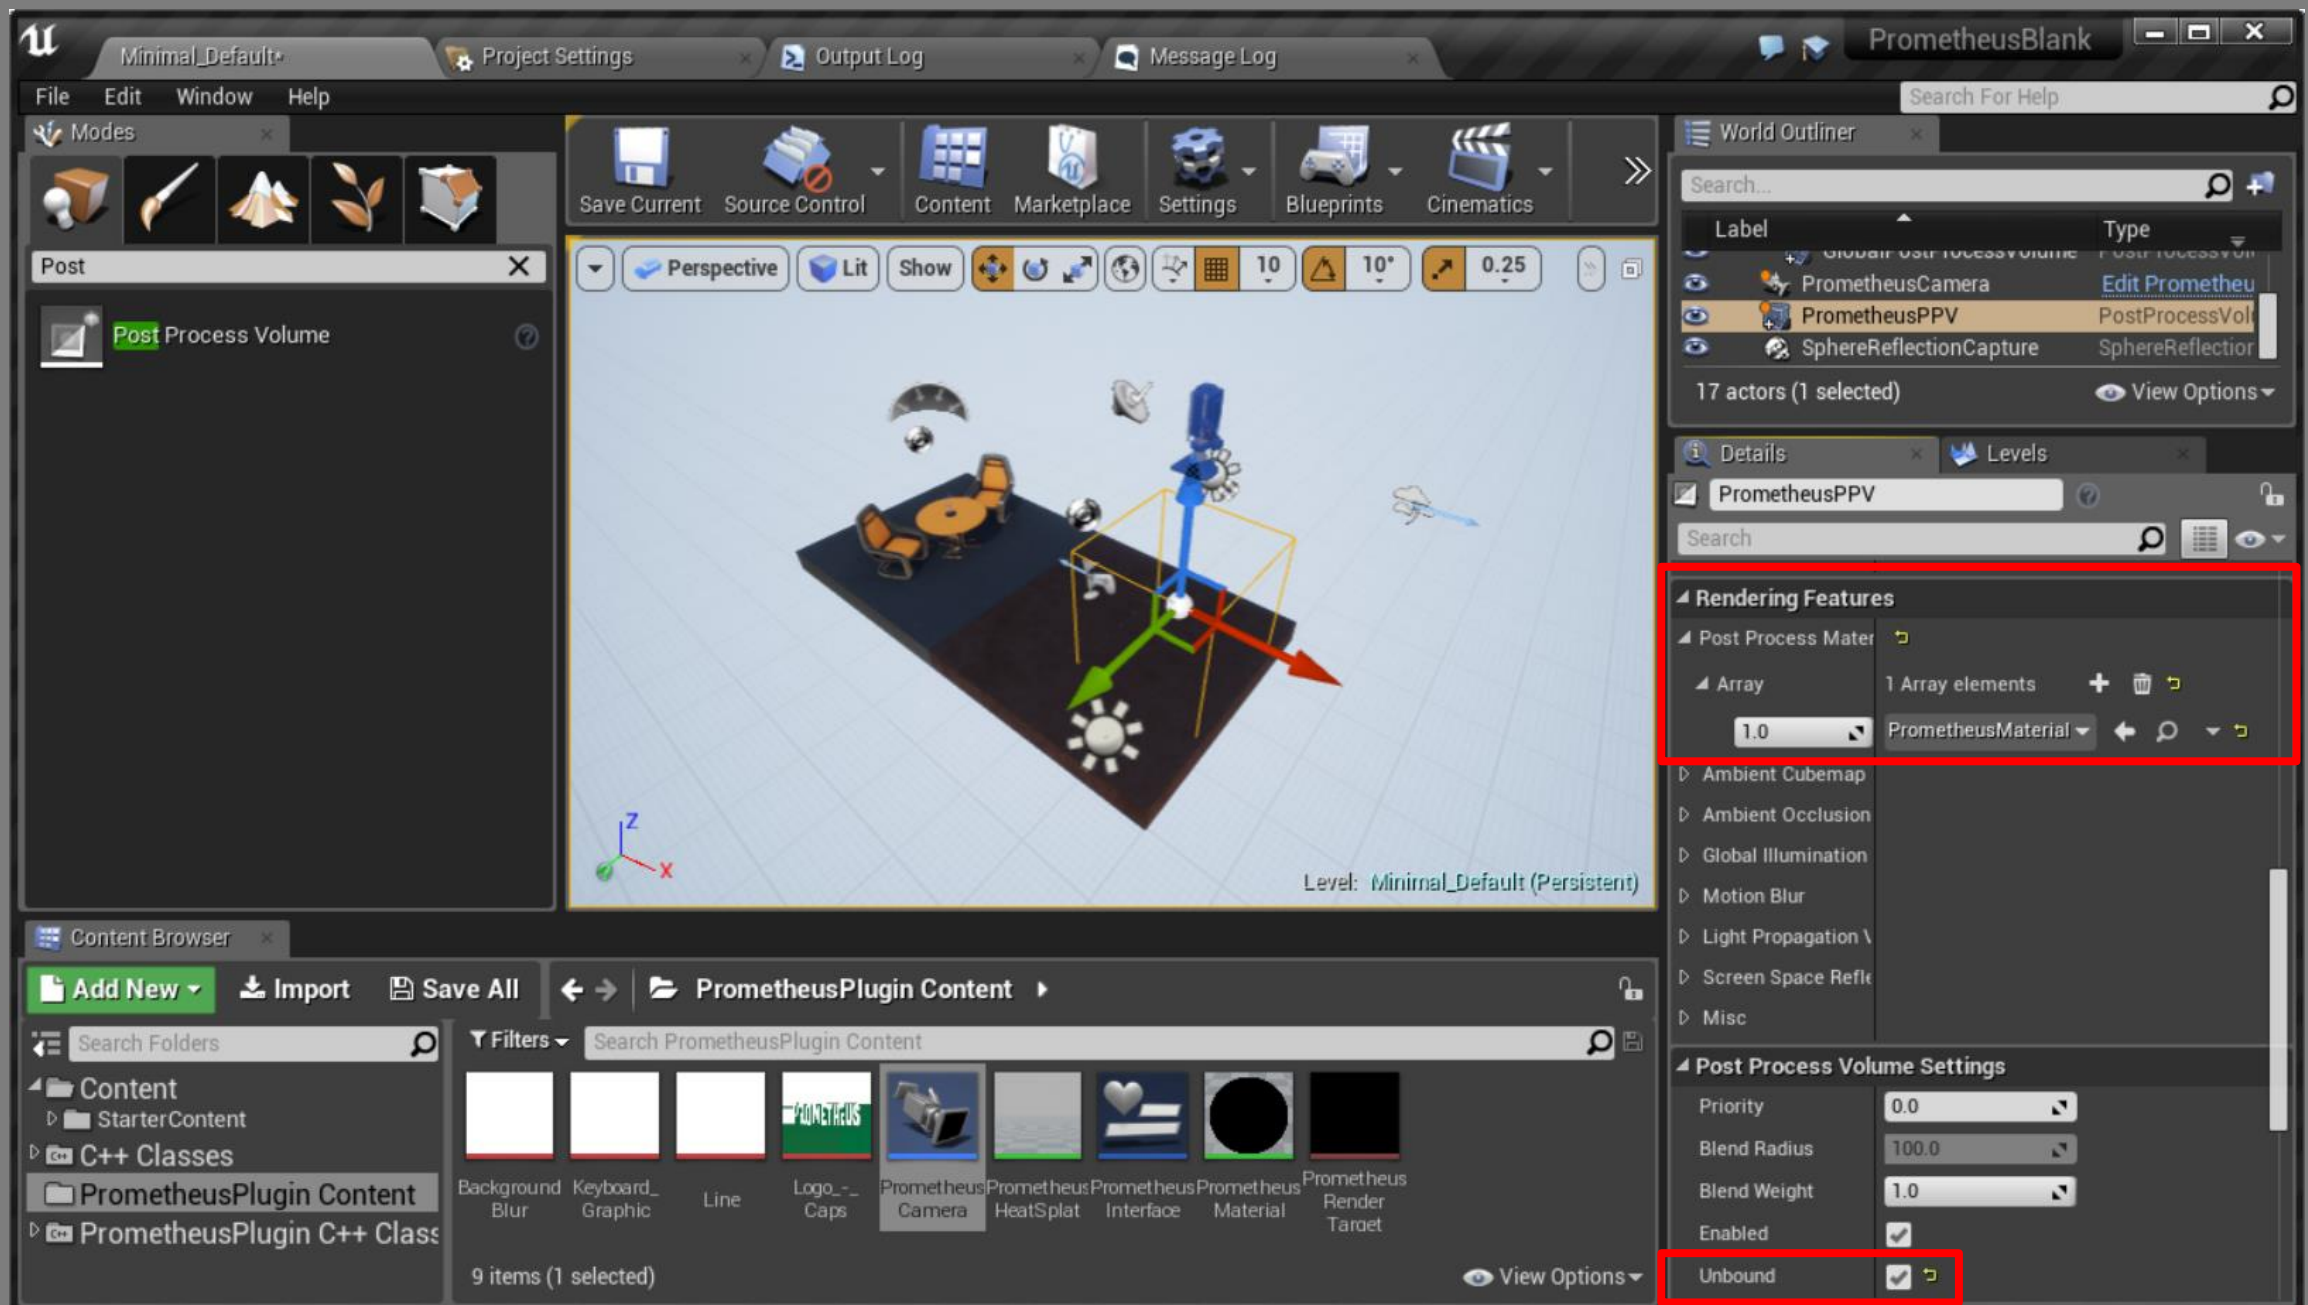 Minimal_Default*
Project Settings
Output Log
Message Log
PrometheusBlank
File Edit Window Help
Search For Help
Modes
Post
Post Process Volume
Save Current
Source Control
Content
Marketplace
Settings
Blueprints
Cinematics
Perspective
Lit
Show
10
10°
0.25
Z
X
Level: Minimal_Default (Persistent)
World Outliner
Search...
Label Type
GlobalPostProcessVolume PostProcessVolu
PrometheusCamera Edit Prometheu
PrometheusPPV PostProcessVolu
SphereReflectionCapture SphereReflection
17 actors (1 selected) View Options
Details
Levels
PrometheusPPV
Search
Rendering Features
Post Process Mater
Array 1 Array elements
1.0 PrometheusMaterial
Ambient Cubemap
Ambient Occlusion
Global Illumination
Motion Blur
Light Propagation V
Screen Space Refle
Misc
Post Process Volume Settings
Priority 0.0
Blend Radius 100.0
Blend Weight 1.0
Enabled
Unbound
Content Browser
Add New
Import
Save All
PrometheusPlugin Content
Search Folders
Content
StarterContent
C++ Classes
PrometheusPlugin Content
PrometheusPlugin C++ Class
Filters
Search PrometheusPlugin Content
PROMETHEUS
Background
Blur
Keyboard_
Graphic
Line
Logo_-_
Caps
Prometheus
Camera
Prometheus
HeatSplat
Prometheus
Interface
Prometheus
Material
Prometheus
Render
Target
9 items (1 selected)
View Options